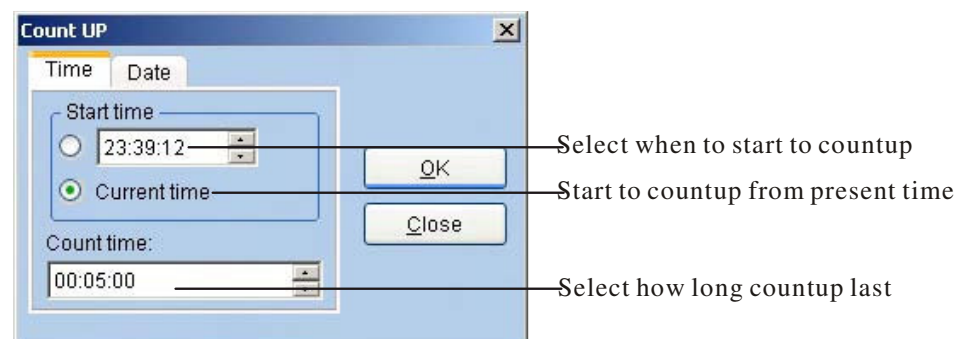 Count UP
Time Date
Start time
23:39:12
Select when to start to countup
OK
Current time
Start to countup from present time
Close
Count time:
00:05:00
Select how long countup last